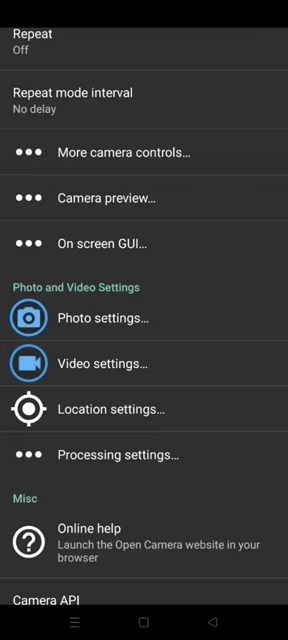 Repeat
Off
Repeat mode interval
No delay
More camera controls...
Camera preview...
On screen GUI...
Photo and Video Settings
Photo settings...
Video settings...
Location settings...
Processing settings...
Misc
Online help
Launch the Open Camera website in your
browser
Camera API